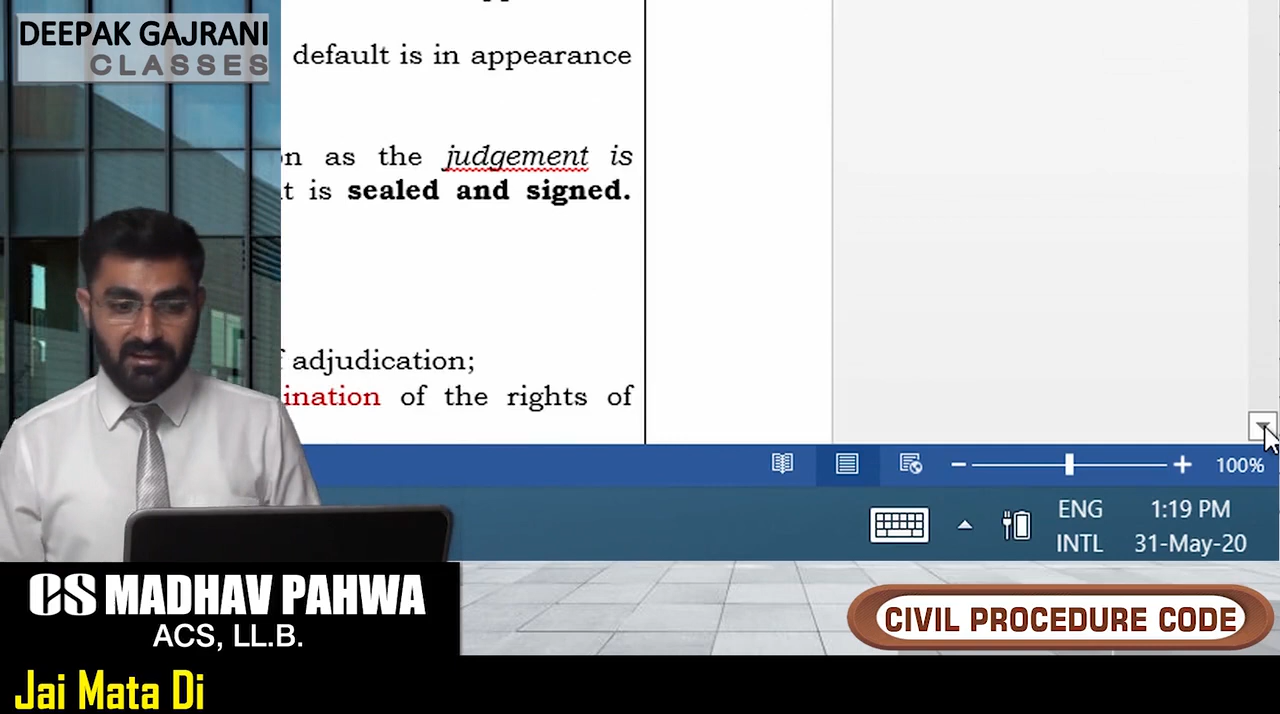 DEEPAK GAJRANI
CLASSES
default is in appearance
as the judgement is
is sealed and signed.
adjudication;
of the rights of
ENG
1:19 PM
INTL
31-May-20
100%
CS MADHAV PAHWA
ACS, LL.B.
CIVIL PROCEDURE CODE
Jai Mata Di